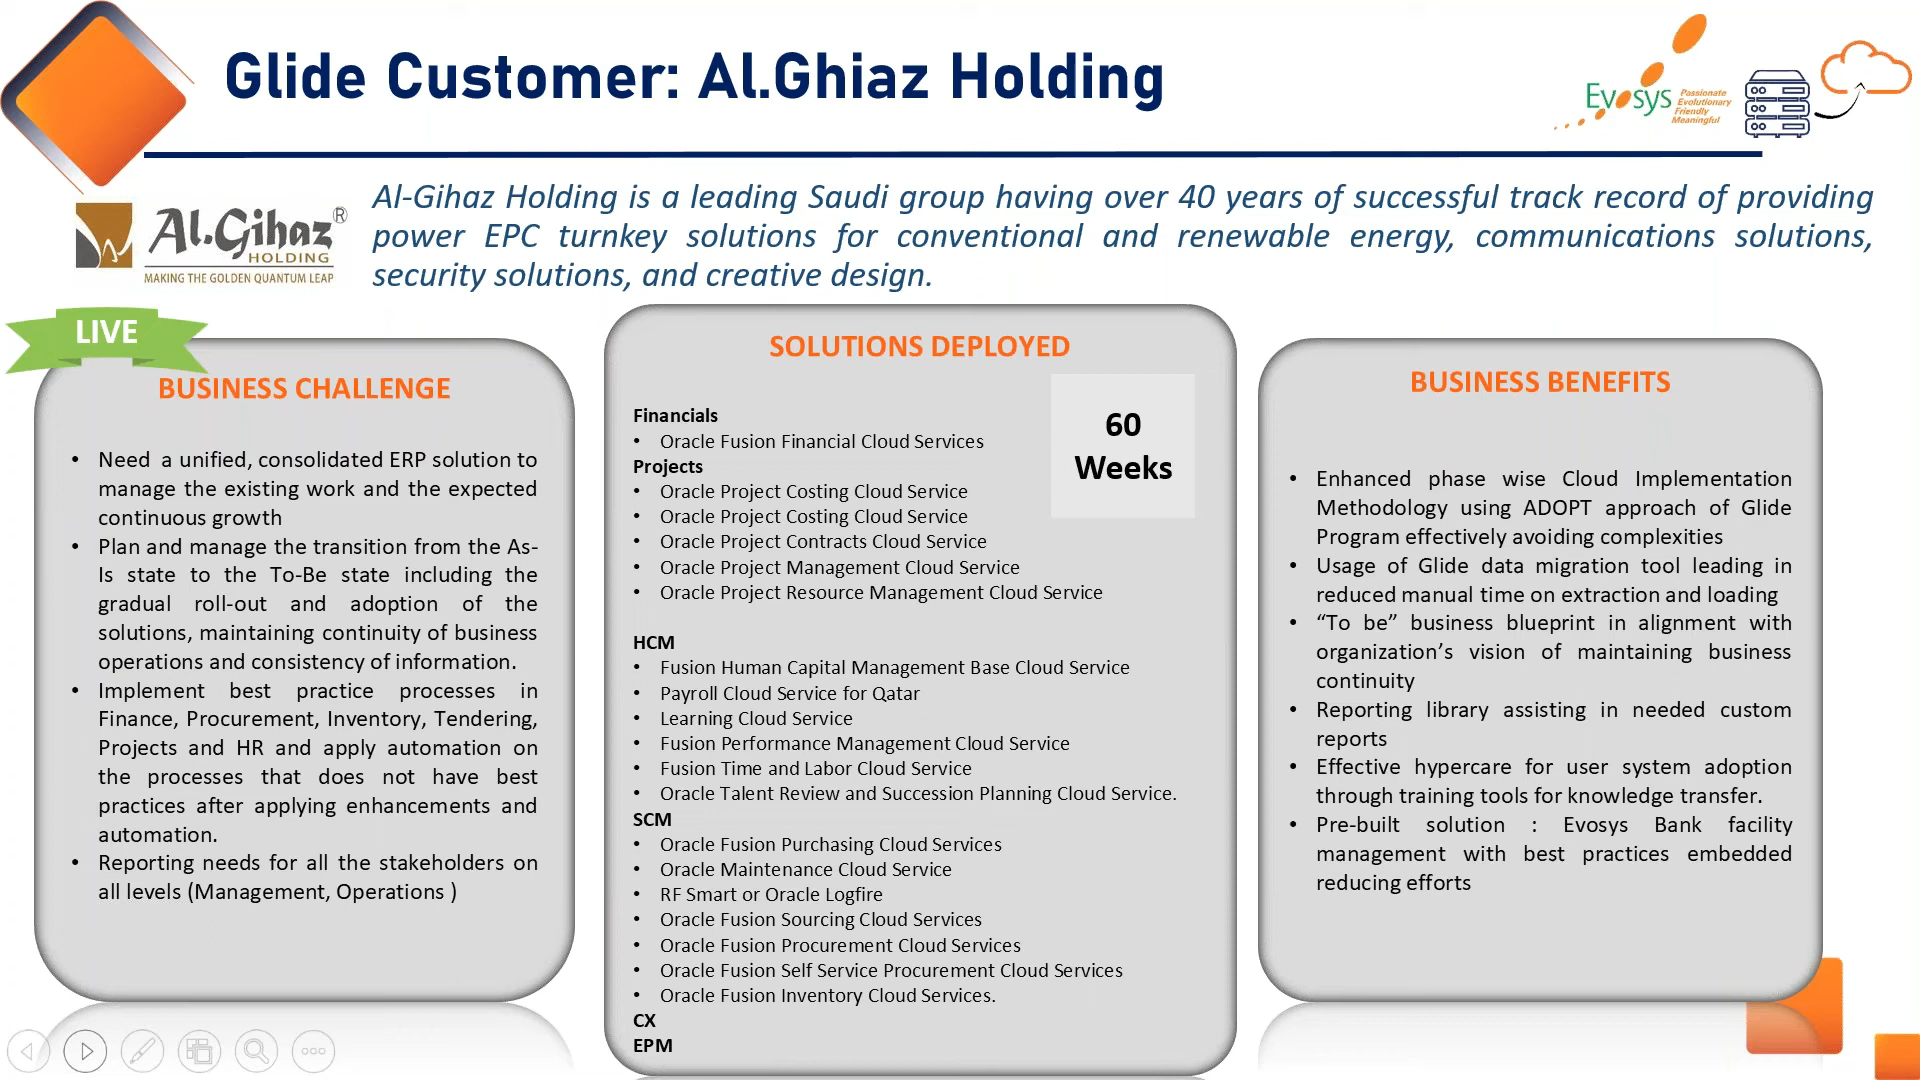 Glide Customer: Al.Ghiaz Holding
Evosys
Passionate
Evolutionary
Friendly
Meaningful
Al.Gihaz®
HOLDING
MAKING THE GOLDEN QUANTUM LEAP
Al-Gihaz Holding is a leading Saudi group having over 40 years of successful track record of providing
power EPC turnkey solutions for conventional and renewable energy, communications solutions,
security solutions, and creative design.
LIVE
BUSINESS CHALLENGE
• Need a unified, consolidated ERP solution to
manage the existing work and the expected
continuous growth
• Plan and manage the transition from the As-
Is state to the To-Be state including the
gradual roll-out and adoption of the
solutions, maintaining continuity of business
operations and consistency of information.
• Implement best practice processes in
Finance, Procurement, Inventory, Tendering,
Projects and HR and apply automation on
the processes that does not have best
practices after applying enhancements and
automation.
• Reporting needs for all the stakeholders on
all levels (Management, Operations )
SOLUTIONS DEPLOYED
60
Weeks
Financials
• Oracle Fusion Financial Cloud Services
Projects
• Oracle Project Costing Cloud Service
• Oracle Project Costing Cloud Service
• Oracle Project Contracts Cloud Service
• Oracle Project Management Cloud Service
• Oracle Project Resource Management Cloud Service
HCM
• Fusion Human Capital Management Base Cloud Service
• Payroll Cloud Service for Qatar
• Learning Cloud Service
• Fusion Performance Management Cloud Service
• Fusion Time and Labor Cloud Service
• Oracle Talent Review and Succession Planning Cloud Service.
SCM
• Oracle Fusion Purchasing Cloud Services
• Oracle Maintenance Cloud Service
• RF Smart or Oracle Logfire
• Oracle Fusion Sourcing Cloud Services
• Oracle Fusion Procurement Cloud Services
• Oracle Fusion Self Service Procurement Cloud Services
• Oracle Fusion Inventory Cloud Services.
CX
EPM
BUSINESS BENEFITS
• Enhanced phase wise Cloud Implementation
Methodology using ADOPT approach of Glide
Program effectively avoiding complexities
• Usage of Glide data migration tool leading in
reduced manual time on extraction and loading
• “To be” business blueprint in alignment with
organization’s vision of maintaining business
continuity
• Reporting library assisting in needed custom
reports
• Effective hypercare for user system adoption
through training tools for knowledge transfer.
• Pre-built solution : Evosys Bank facility
management with best practices embedded
reducing efforts